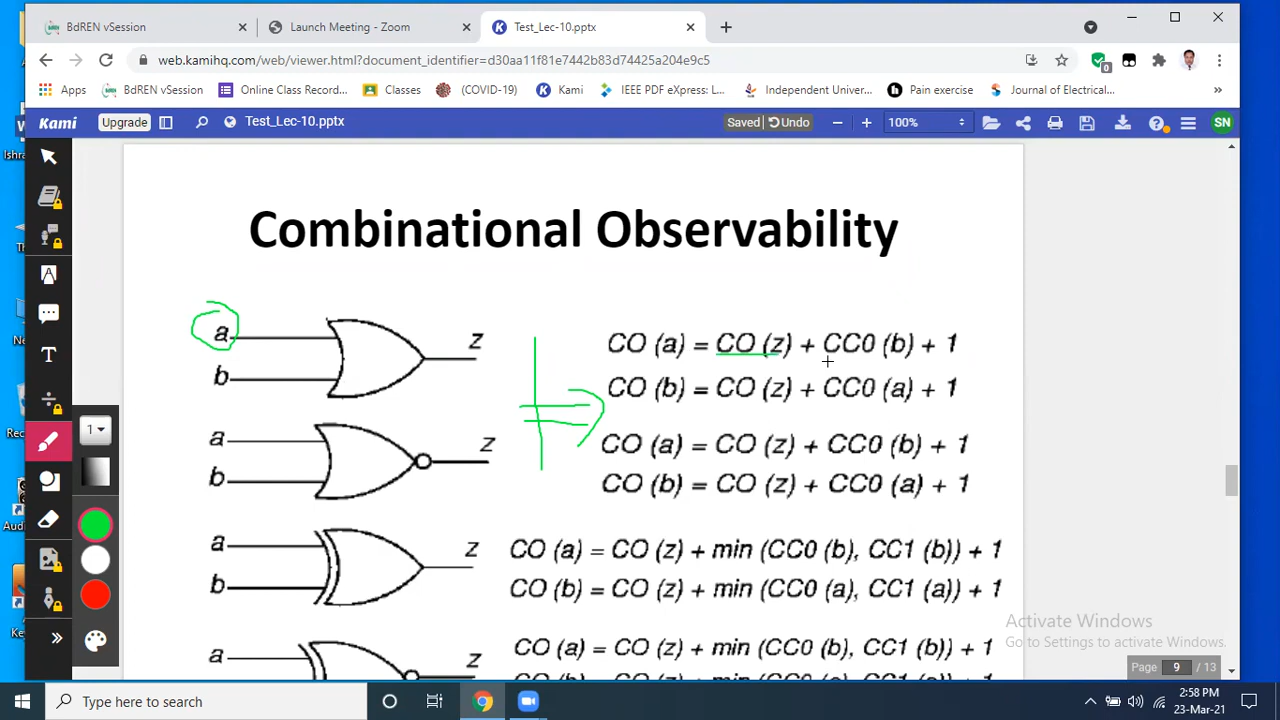 BdREN vSession
Launch Meeting - Zoom
Test_Lec-10.pptx
web.kamihq.com/web/viewer.html?document_identifier=d30aa11f81e7442b83d74425a204e9c5
Apps
BdREN vSession
Online Class Record...
Classes
(COVID-19)
Kami
IEEE PDF eXpress: L...
Independent Univer...
Pain exercise
Journal of Electrical...
Kami
Upgrade
Test_Lec-10.pptx
Saved
Undo
100%
SN
Combinational Observability
a
b
z
CO (a) = CO (z) + CC0 (b) + 1
CO (b) = CO (z) + CC0 (a) + 1
a
b
z
CO (a) = CO (z) + CC0 (b) + 1
CO (b) = CO (z) + CC0 (a) + 1
a
b
z
CO (a) = CO (z) + min (CC0 (b), CC1 (b)) + 1
CO (b) = CO (z) + min (CC0 (a), CC1 (a)) + 1
a
z
CO (a) = CO (z) + min (CC0 (b), CC1 (b)) + 1
1
Activate Windows
Go to Settings to activate Windows.
Page 9 / 13
Type here to search
2:58 PM
23-Mar-21